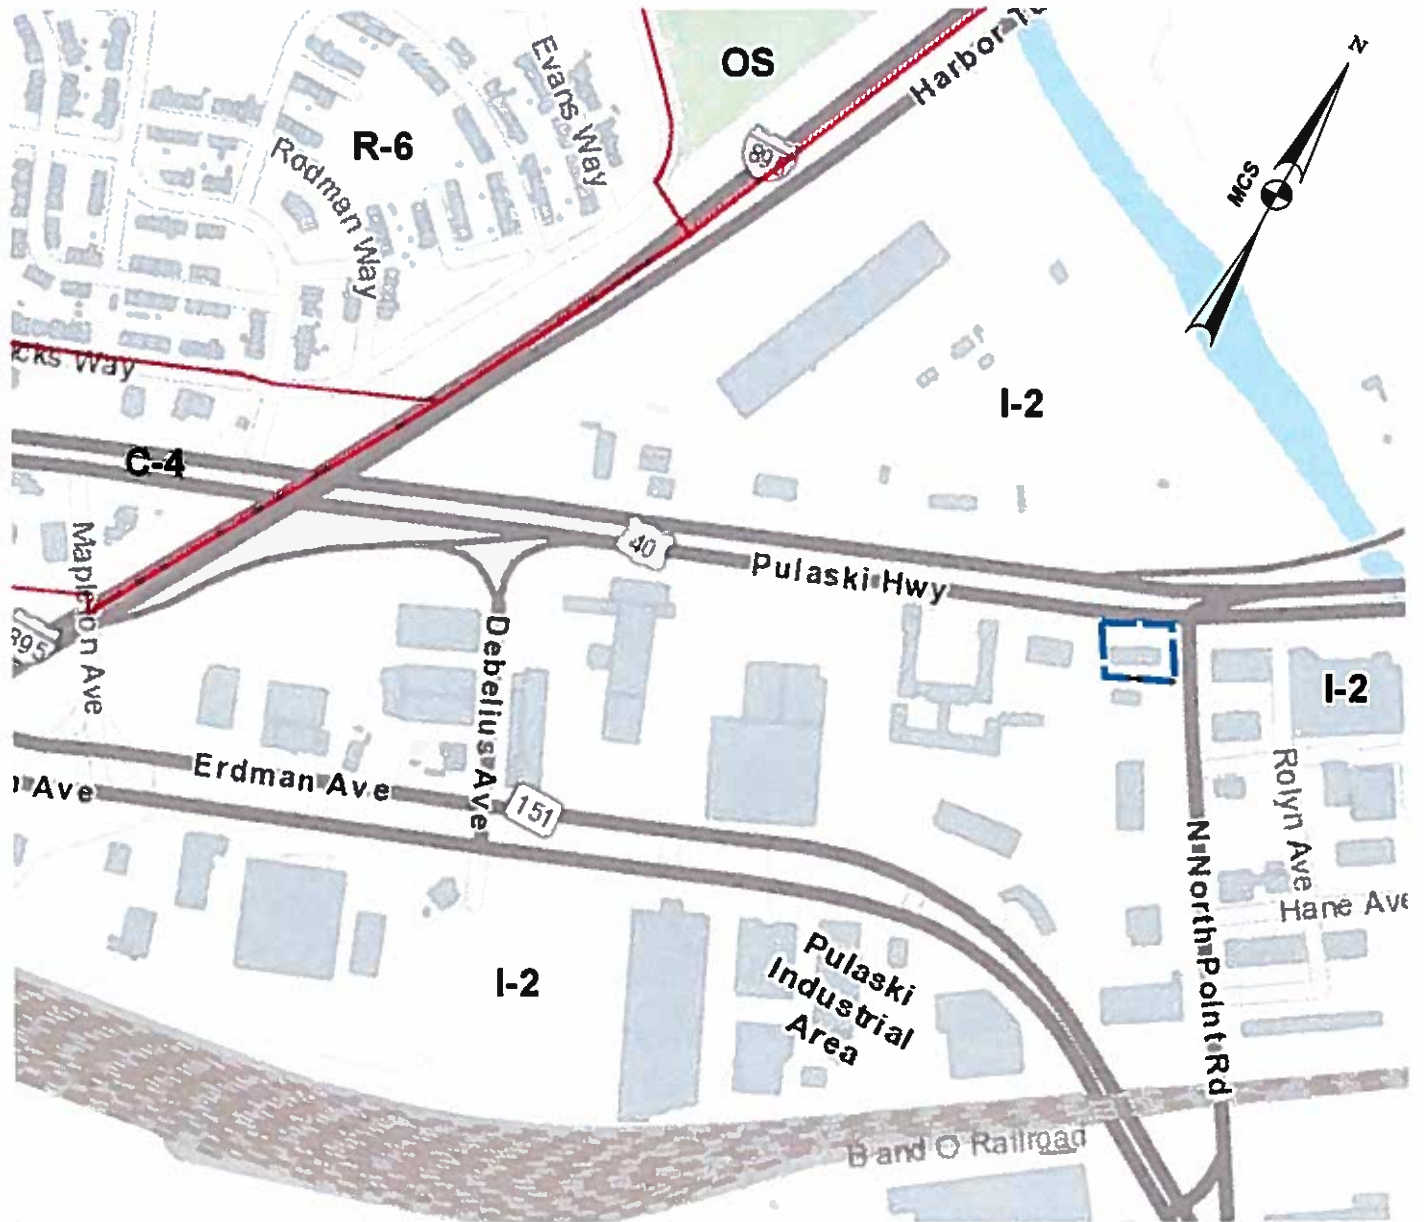 OS
Harbor
N
Evans Way
R-6
Rodman Way
MCS
cks Way
I-2
C-4
40
Pulaski Hwy
Mapleton Ave
895
Debelius Ave
I-2
Erdman Ave
Ave
151
Rolyn Ave
N North Point Rd
Hane Ave
I-2
Pulaski
Industrial
Area
B and O Railroad